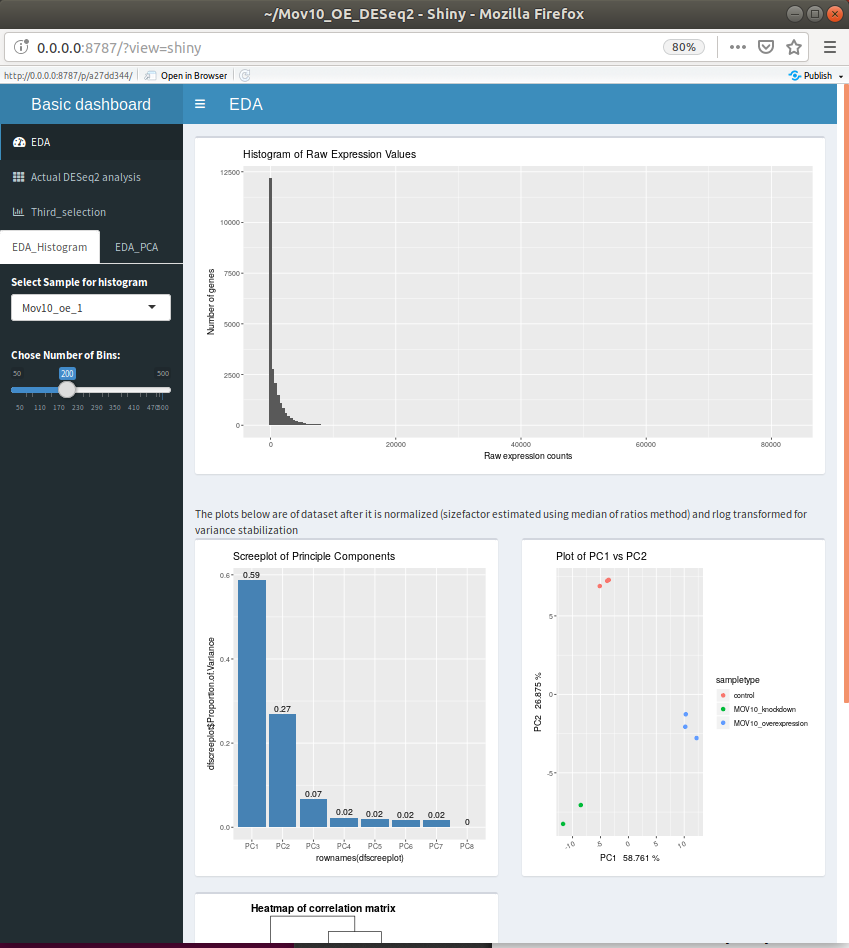 ~/Mov10_OE_DESeq2 - Shiny - Mozilla Firefox
0.0.0.0:8787/?view=shiny
80%
http://0.0.0.0:8787/p/a27dd344/
Open in Browser
Publish
Basic dashboard
EDA
EDA
Actual DESeq2 analysis
Third_selection
EDA_Histogram
EDA_PCA
Select Sample for histogram
Mov10_oe_1
Chose Number of Bins:
50
200
500
50 110 170 230 290 350 410 470 500
Histogram of Raw Expression Values
Number of genes
12500
10000
7500
5000
2500
0
0 20000 40000 60000 80000
Raw expression counts
The plots below are of dataset after it is normalized (sizefactor estimated using median of ratios method) and rlog transformed for
variance stabilization
Screeplot of Principle Components
dfscreeplot$Proportion.of.Variance
0.6
0.4
0.2
0.0
0.59
0.27
0.07
0.02
0.02
0.02
0.02
0
PC1 PC2 PC3 PC4 PC5 PC6 PC7 PC8
rownames(dfscreeplot)
Plot of PC1 vs PC2
PC2 26.875 %
5
0
-5
-10 -5 0 5 10
PC1 58.761 %
sampletype
control
MOV10_knockdown
MOV10_overexpression
Heatmap of correlation matrix